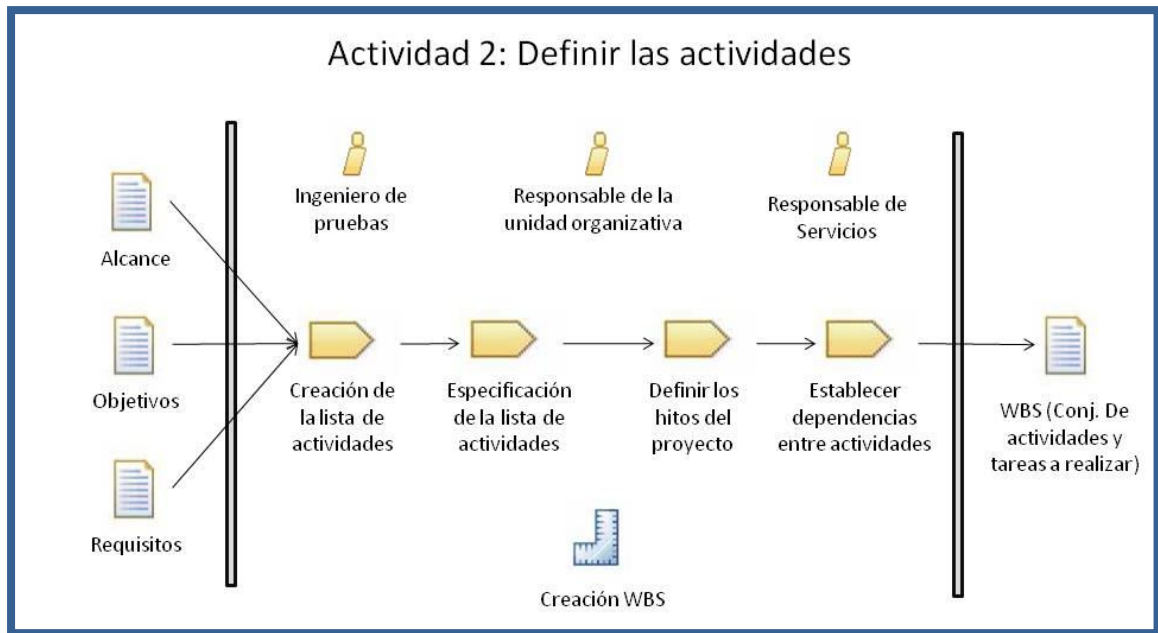 Actividad 2: Definir las actividades
Ingeniero de
pruebas
Responsable de la
unidad organizativa
Responsable de
Servicios
Alcance
Objetivos
Requisitos
Creación de
la lista de
actividades
Especificación
de la lista de
actividades
Definir los
hitos del
proyecto
Establecer
dependencias
entre actividades
WBS (Conj. De
actividades y
tareas a realizar)
Creación WBS